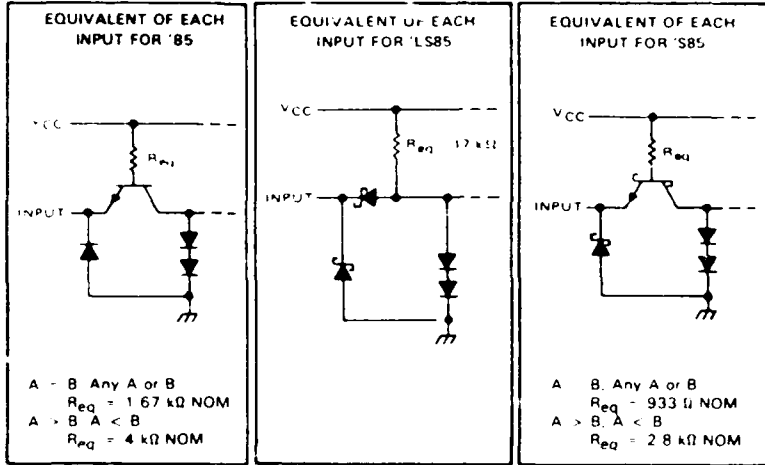 EQUIVALENT OF EACH
INPUT FOR '85
VCC
Req
INPUT
A - B Any A or B
Req = 1 67 kΩ NOM
A > B A < B
Req = 4 kΩ NOM
EQUIVALENT OF EACH
INPUT FOR 'LS85
VCC
Req 17 kΩ
INPUT
EQUIVALENT OF EACH
INPUT FOR 'S85
VCC
Req
INPUT
A B, Any A or B
Req - 933 Ω NOM
A > B, A < B
Req = 2 8 kΩ NOM